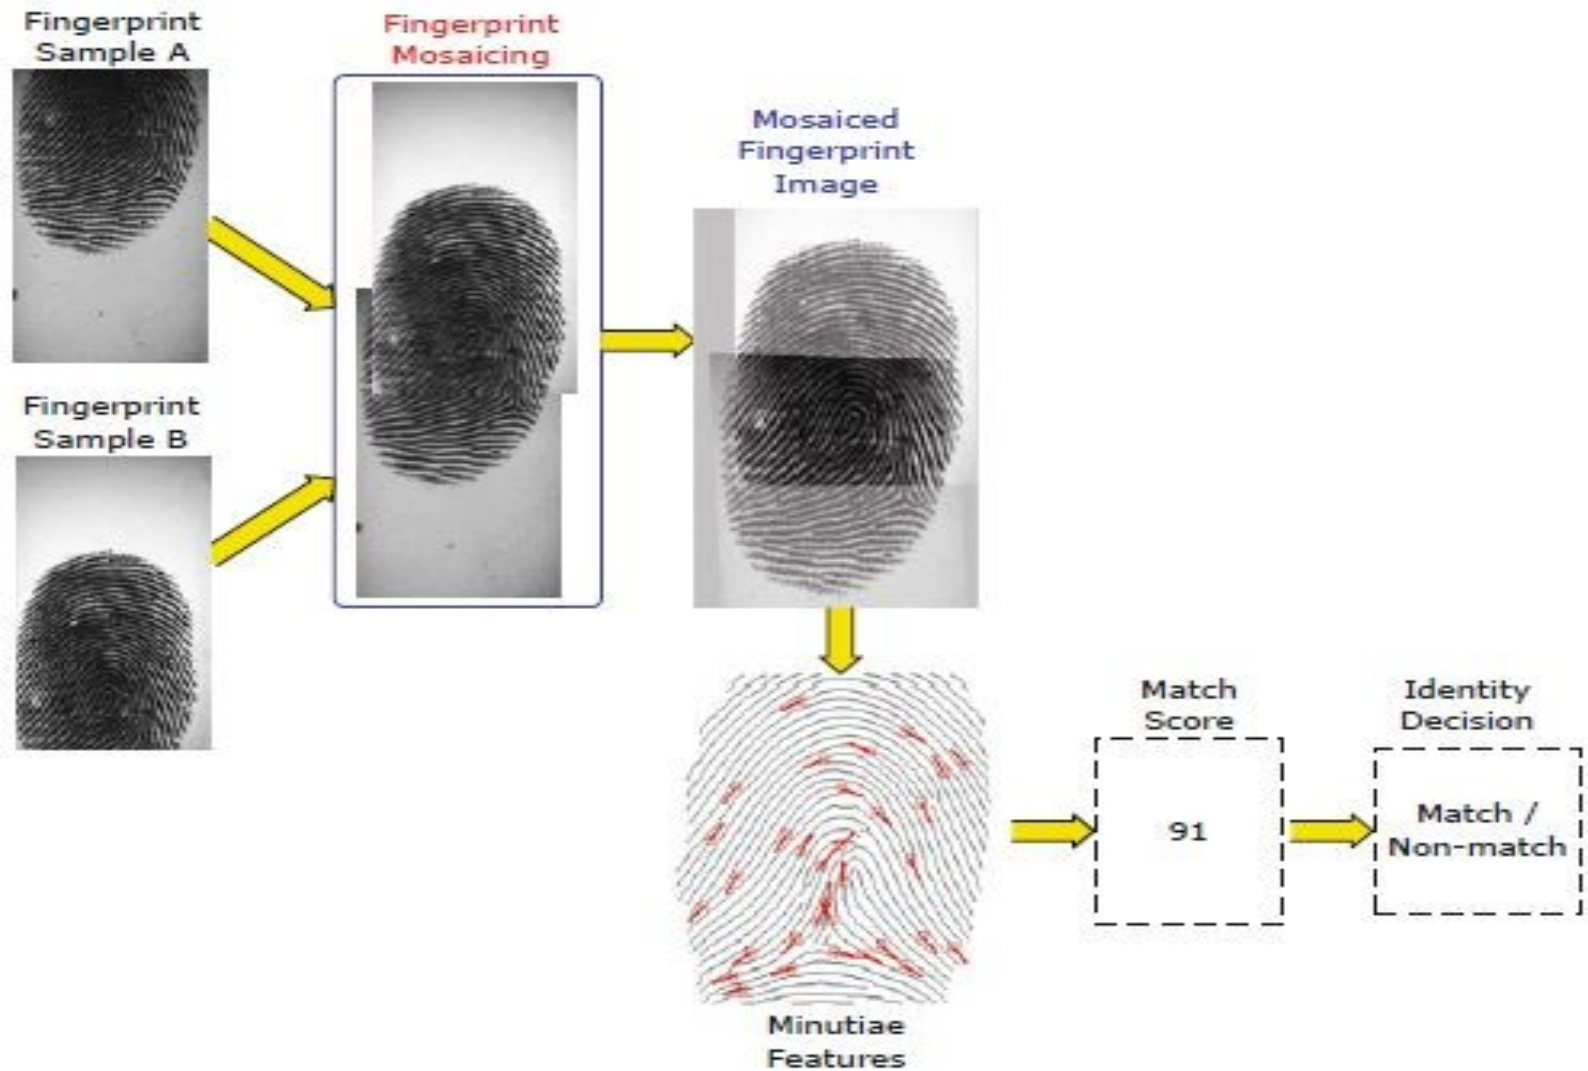 Fingerprint
Sample A
Fingerprint
Mosaicing
Mosaiced
Fingerprint
Image
Fingerprint
Sample B
Match
Score
Identity
Decision
91
Match /
Non-match
Minutiae
Features